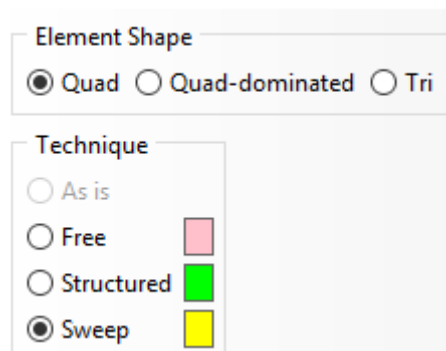 Element Shape
Quad Quad-dominated Tri
Technique
As is
Free
Structured
Sweep